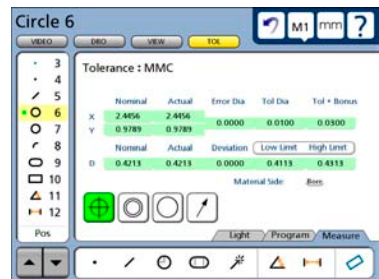 Circle 6
M1 mm ?
VIDEO DRO VIEW TOL
3
4
5
6
7
8
9
10
11
12
Pos
Tolerance : MMC
Nominal Actual Error Dia Tol Dia Tol + Bonus
X 2.4456 2.4456 0.0000 0.0100 0.0300
Y 0.9789 0.9789
Nominal Actual Deviation Low Limit High Limit
D 0.4213 0.4213 0.0000 0.4113 0.4313
Material Side: Bore
Light Program Measure